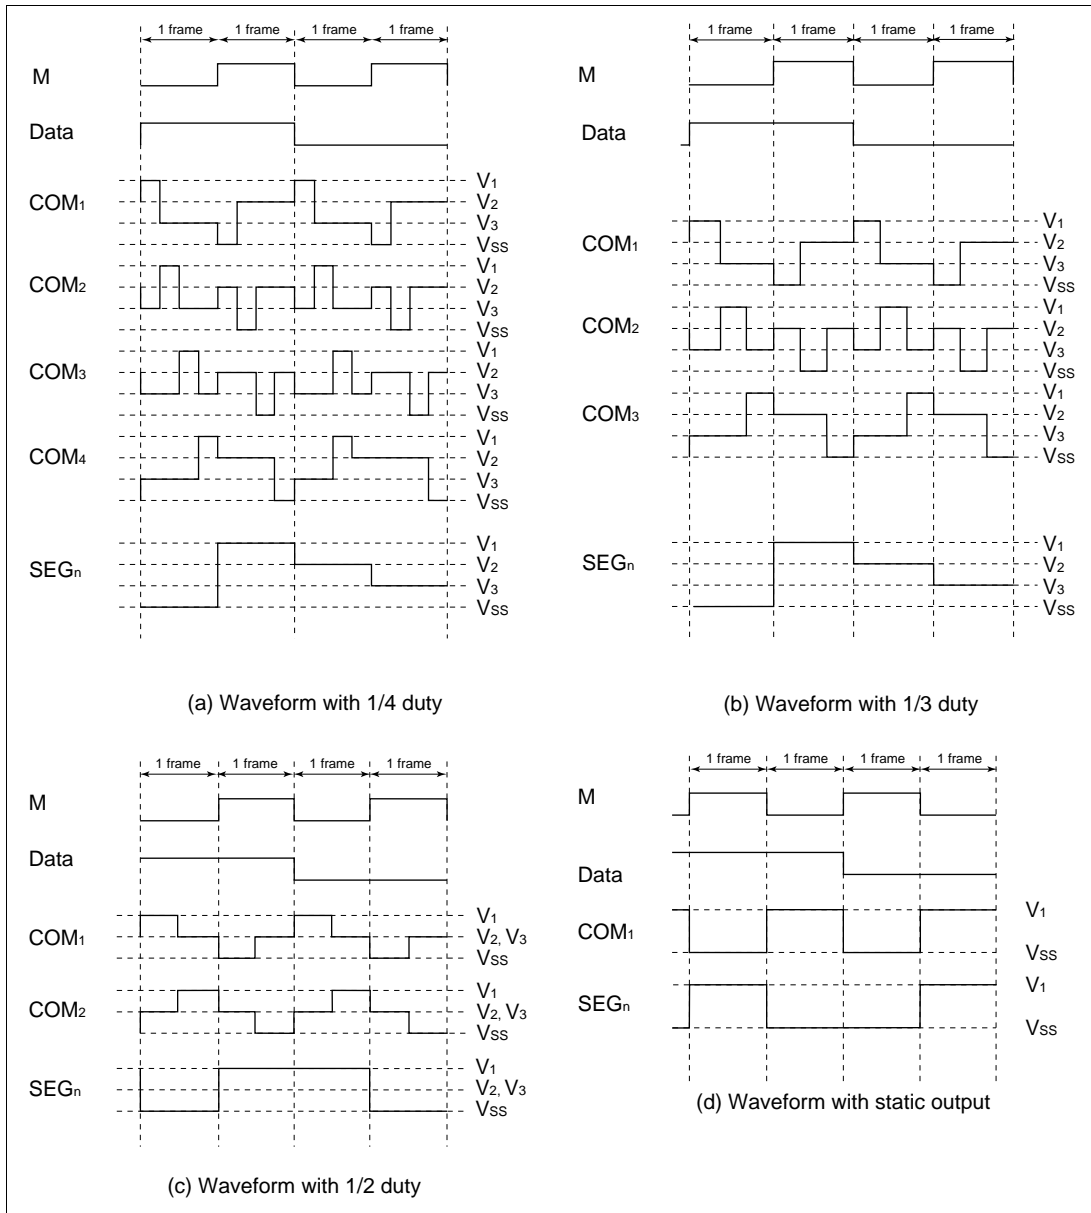 1 frame 1 frame 1 frame 1 frame
M
Data
COM1
V1
V2
V3
VSS
COM2
V1
V2
V3
VSS
COM3
V1
V2
V3
VSS
COM4
V1
V2
V3
VSS
SEGn
V1
V2
V3
VSS
(a) Waveform with 1/4 duty
1 frame 1 frame 1 frame 1 frame
M
Data
COM1
V1
V2
V3
VSS
COM2
V1
V2
V3
VSS
COM3
V1
V2
V3
VSS
SEGn
V1
V2
V3
VSS
(b) Waveform with 1/3 duty
1 frame 1 frame 1 frame 1 frame
M
Data
COM1
V1
V2, V3
VSS
COM2
V1
V2, V3
VSS
SEGn
V1
V2, V3
VSS
(c) Waveform with 1/2 duty
1 frame 1 frame 1 frame 1 frame
M
Data
COM1
V1
VSS
SEGn
V1
VSS
(d) Waveform with static output